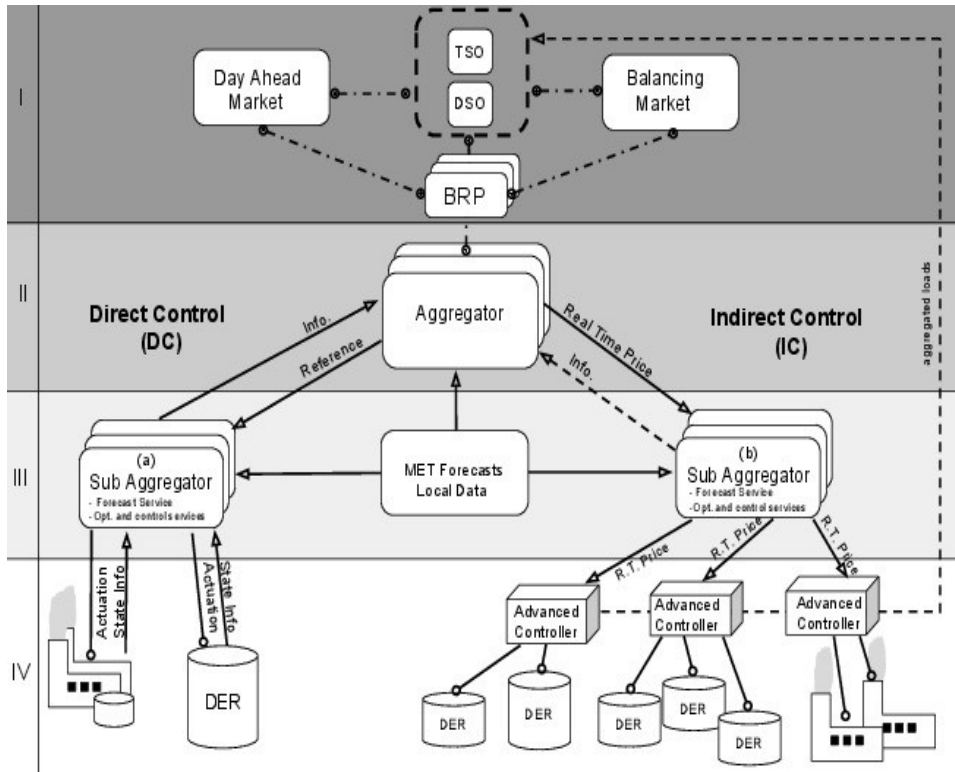 I
Day Ahead
Market
TSO
DSO
Balancing
Market
BRP
II
Direct Control
(DC)
Info.
Reference
Aggregator
Real Time Price
Info.
Indirect Control
(IC)
aggregated loads
III
(a)
Sub Aggregator
- Forecast Service
- Opt. and control services
MET Forecasts
Local Data
(b)
Sub Aggregator
- Forecast Service
- Opt. and control services
IV
Actuation
State Info
Actuation
State Info
DER
R.T. Price
R.T. Price
R.T. Price
Advanced
Controller
Advanced
Controller
Advanced
Controller
DER
DER
DER
DER
DER